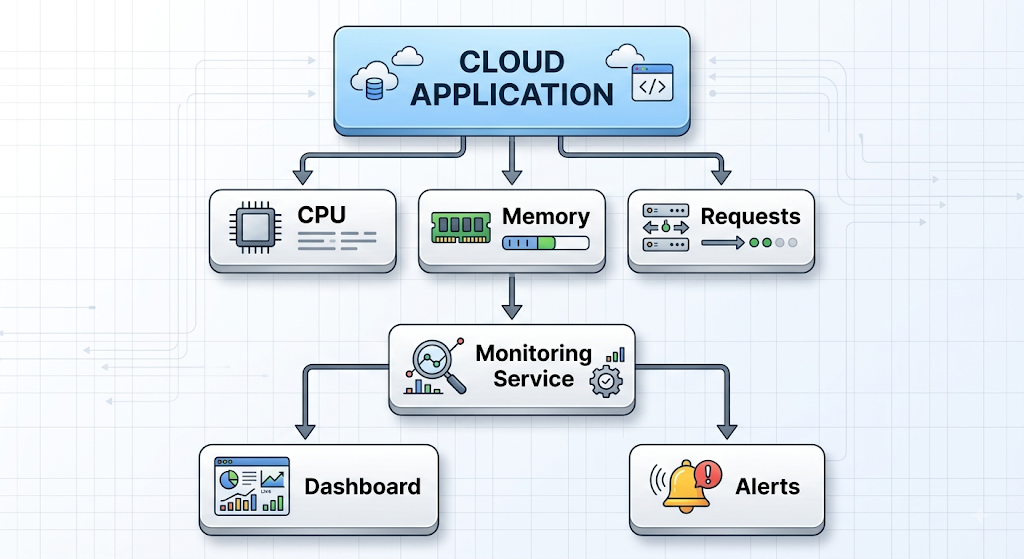 CLOUD
APPLICATION
</>
CPU
Memory
Requests
Monitoring
Service
LIVE
Dashboard
Alerts